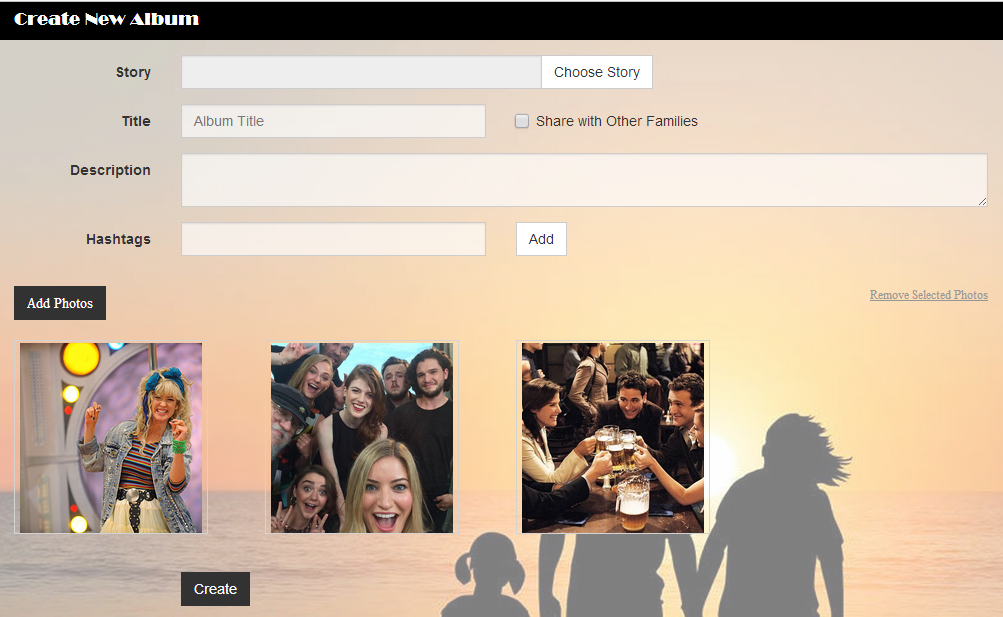 Create New Album
Story Choose Story
Title Album Title Share with Other Families
Description
Hashtags Add
Add Photos Remove Selected Photos
Create